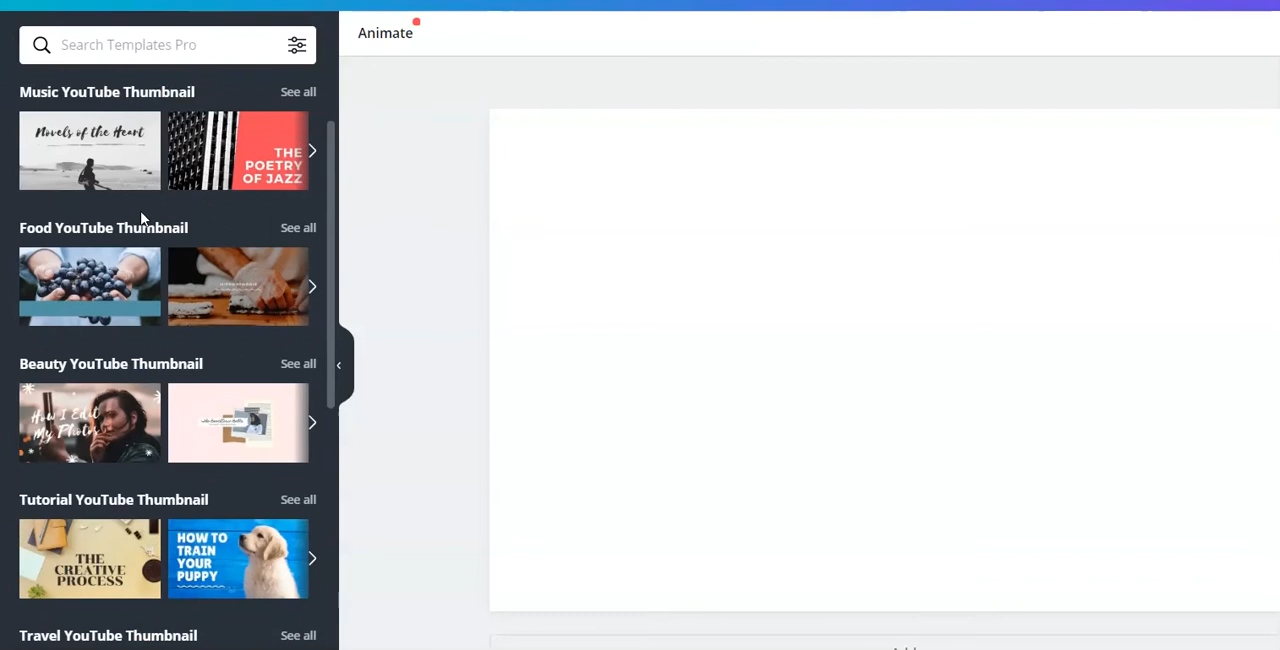 Search Templates Pro
Animate
Music YouTube Thumbnail See all
Novels of the Heart
THE
POETRY
OF JAZZ
Food YouTube Thumbnail See all
Beauty YouTube Thumbnail See all
How I Edit
My Photos
Tutorial YouTube Thumbnail See all
THE
CREATIVE
PROCESS
HOW TO
TRAIN
YOUR
PUPPY
Travel YouTube Thumbnail See all